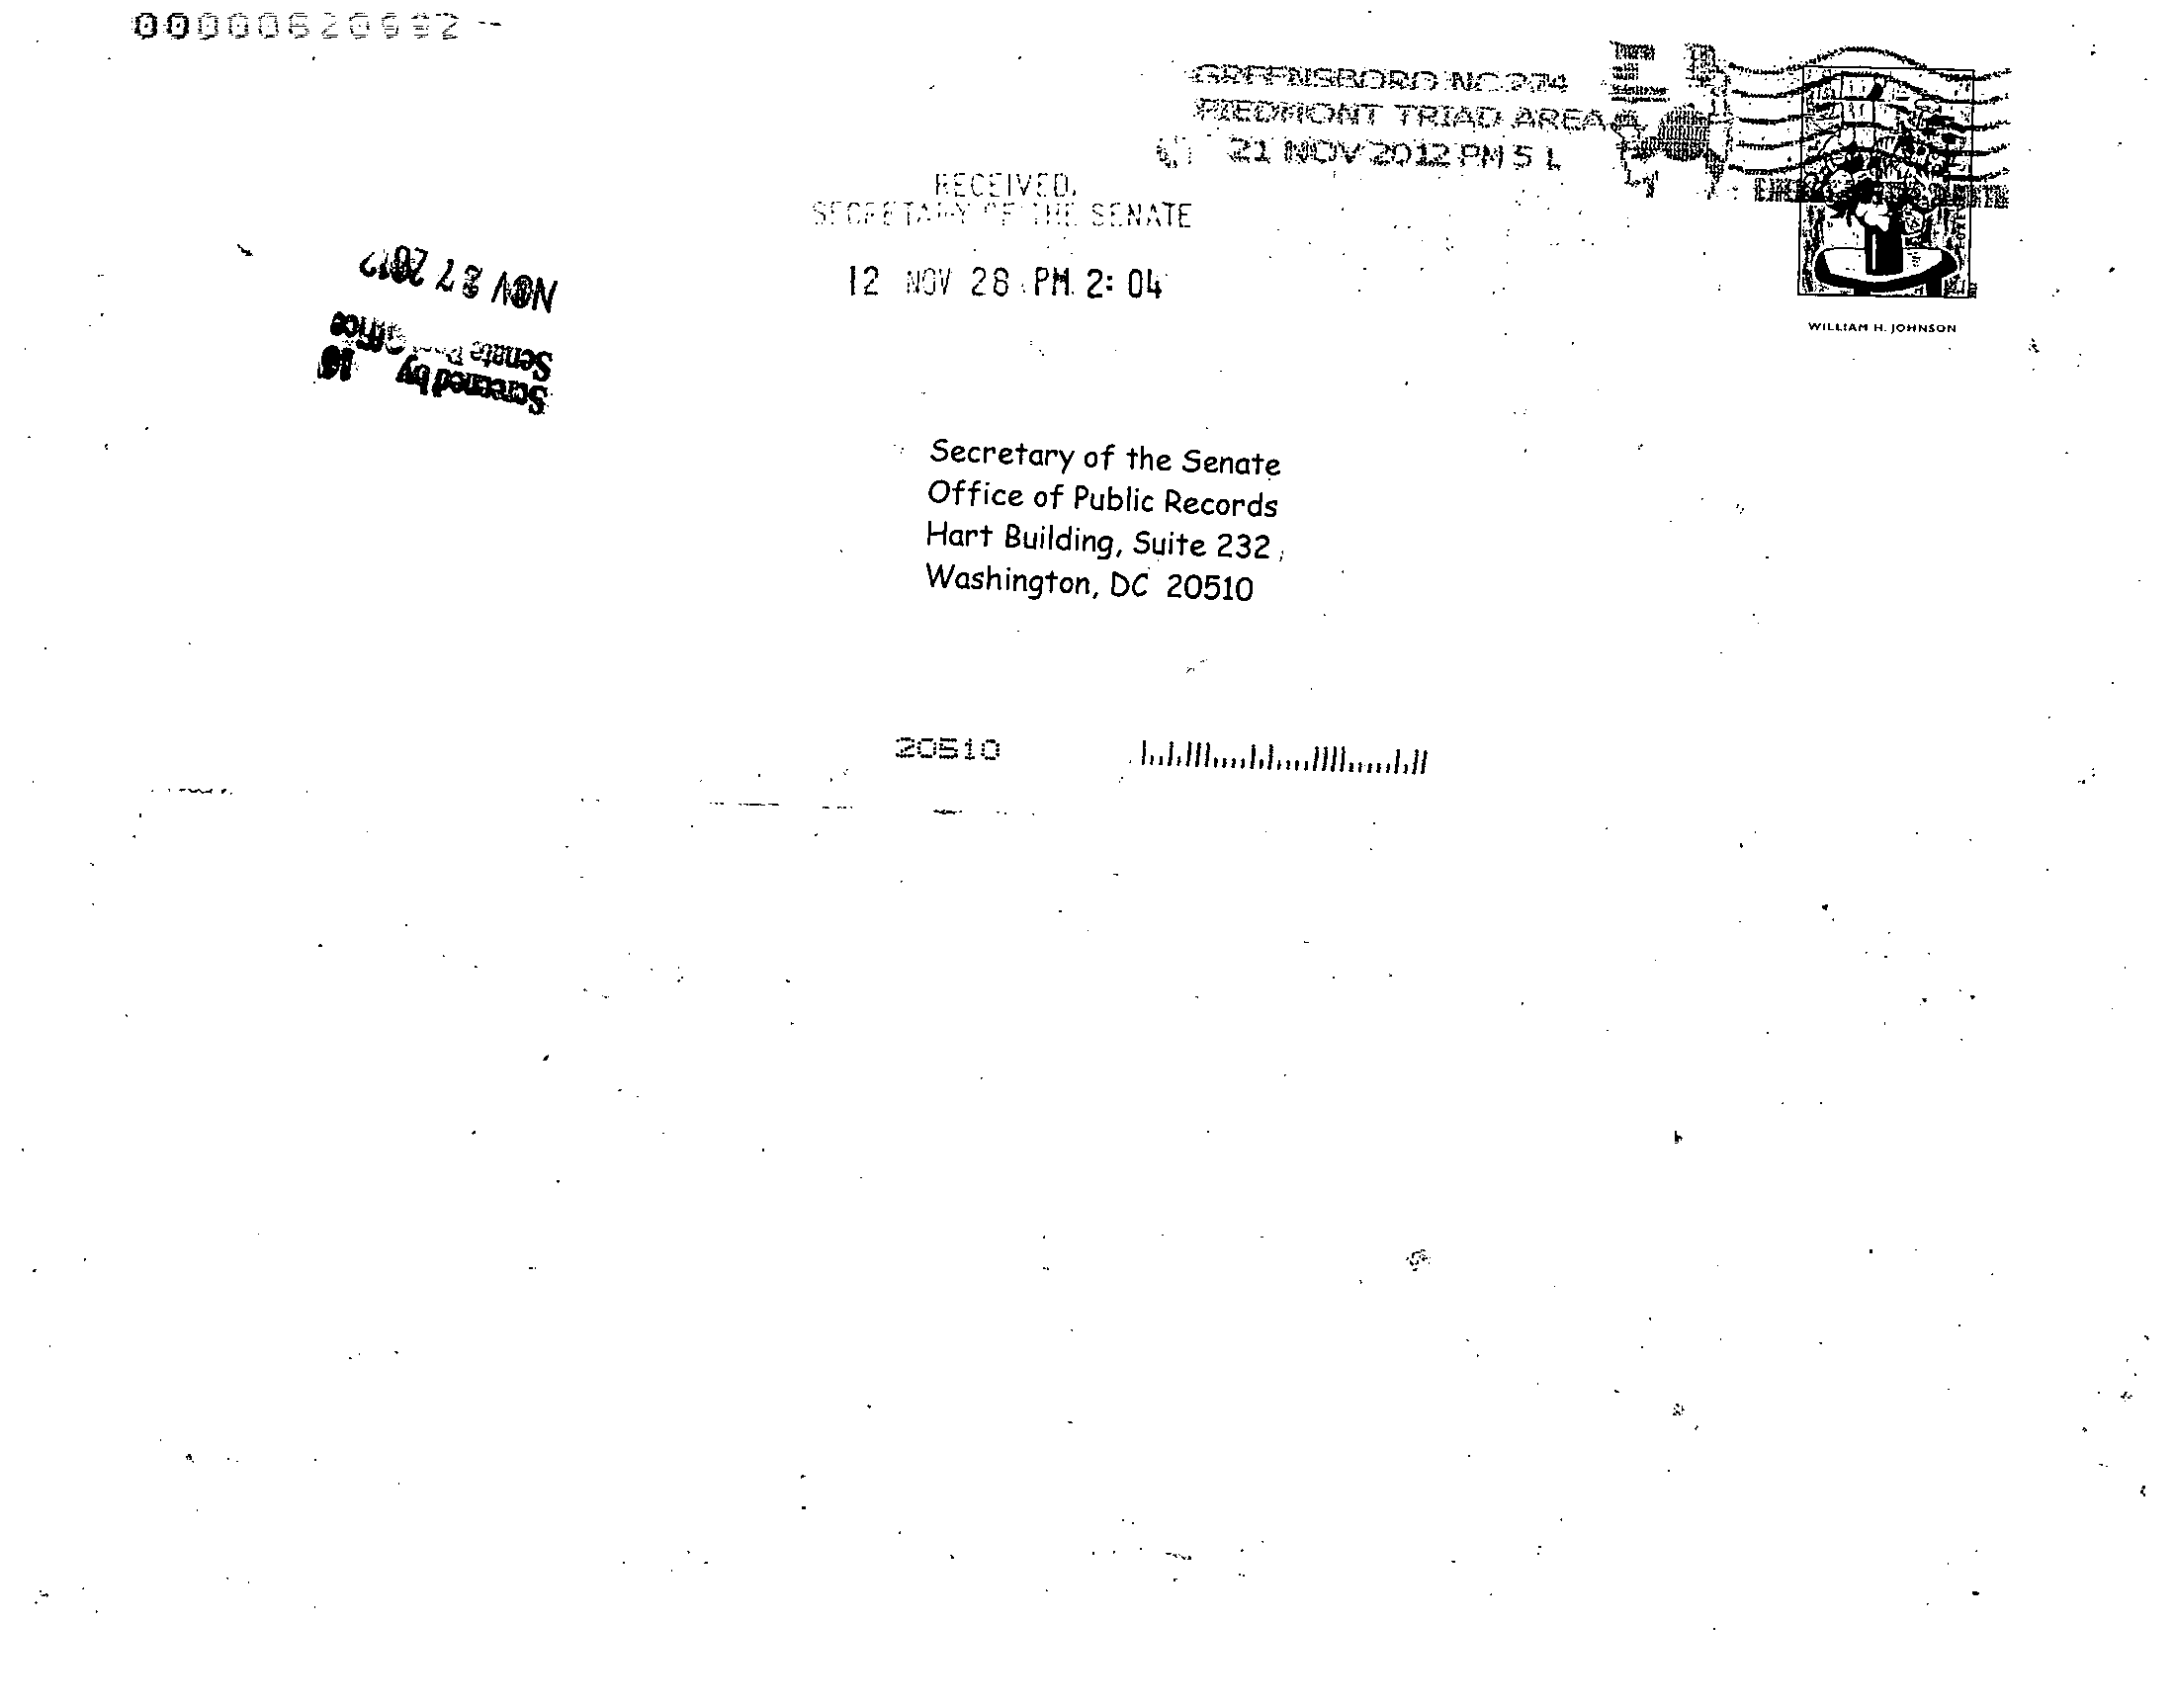 GREENSBORO NC 274
PIEDMONT TRIAD AREA
21 NOV 2012 PM 5 L
RECEIVED
SECRETARY OF THE SENATE
12 NOV 28 PM 2:04
NOV 27 2012
Screened by
Senate Post Office
WILLIAM H. JOHNSON
Secretary of the Senate
Office of Public Records
Hart Building, Suite 232
Washington, DC 20510
20510